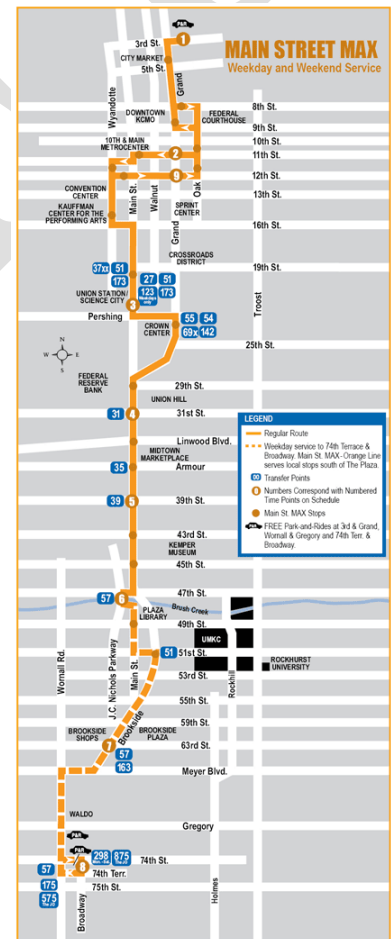 MAIN STREET MAX
Weekday and Weekend Service
P&R
1
3rd St.
CITY MARKET
5th St.
Wyandotte
Grand
8th St.
DOWNTOWN
KCMO
FEDERAL
COURTHOUSE
9th St.
10th St.
10TH & MAIN
METROCENTER
2
11th St.
9
12th St.
CONVENTION
CENTER
Main St.
Walnut
Oak
13th St.
KAUFFMAN
CENTER FOR THE
PERFORMING ARTS
SPRINT
CENTER
16th St.
Grand
CROSSROADS
DISTRICT
37xx 51
173
27 51
123 173
19th St.
Troost
UNION STATION/
SCIENCE CITY
3
Pershing
CROWN
CENTER
55 54
69x 142
25th St.
N
W E
S
FEDERAL
RESERVE
BANK
29th St.
UNION HILL
31 4
31st St.
Linwood Blvd.
MIDTOWN
MARKETPLACE
35
Armour
39 5
39th St.
43rd St.
KEMPER
MUSEUM
45th St.
LEGEND
Regular Route
Weekday service to 74th Terrace &
Broadway. Main St. MAX-Orange Line
serves local stops south of The Plaza.
00 Transfer Points
Numbers Correspond with Numbered
Time Points on Schedule
Main St. MAX Stops
P&R FREE Park-and-Rides at 3rd & Grand,
Wornall & Gregory and 74th Terr. &
Broadway.
57 6
47th St.
PLAZA
LIBRARY
Brush Creek
49th St.
UMKC
51
51st St.
ROCKHURST
UNIVERSITY
Wornall Rd.
J.C. Nichols Parkway
Main St.
53rd St.
Rockhill
55th St.
59th St.
BROOKSIDE
SHOPS
Brookside
BROOKSIDE
PLAZA
7
63rd St.
57
163
Meyer Blvd.
WALDO
Gregory
P&R
P&R
298 875
8
74th St.
57
74th Terr.
175
75th St.
575
Broadway
Holmes